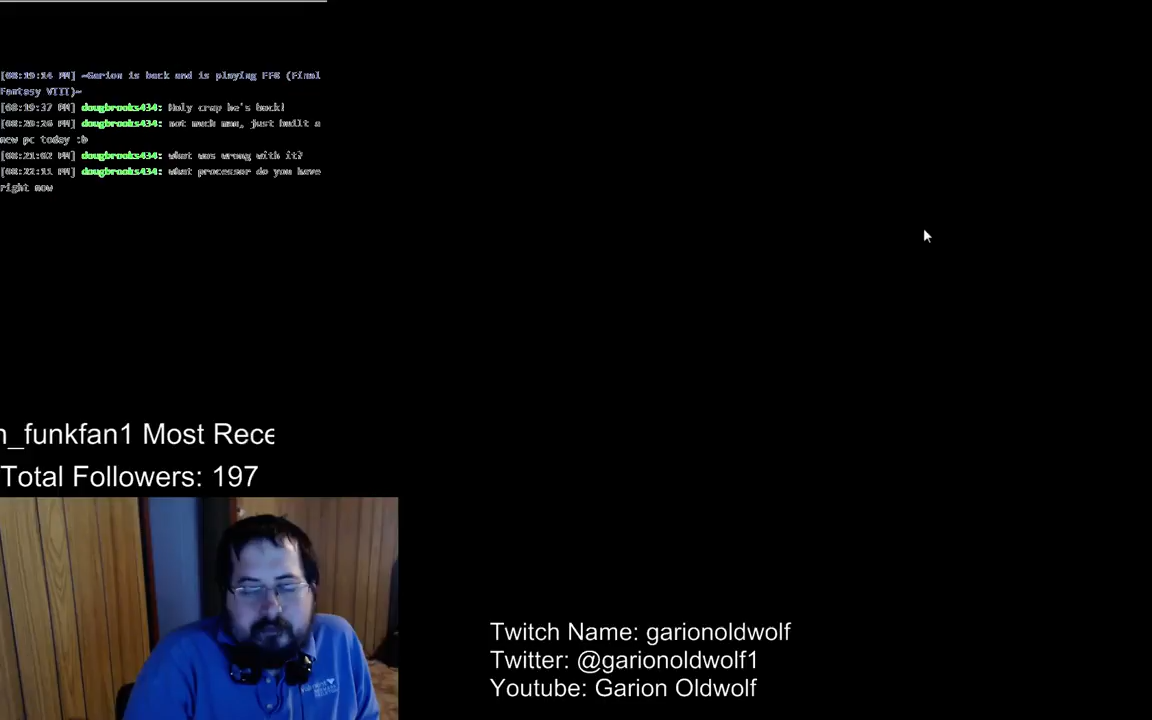 [08:19:14 PM] ~Garion is back and is playing FF8 (Final
Fantasy VIII)~
[08:19:37 PM] dougbrooks434: Holy crap he's back!
[08:20:26 PM] dougbrooks434: not much man, just built a
new pc today :b
[08:21:02 PM] dougbrooks434: what was wrong with it?
[08:22:11 PM] dougbrooks434: what processor do you have
right now
n_funkfan1 Most Rece
Total Followers: 197
Twitch Name: garionoldwolf
Twitter: @garionoldwolf1
Youtube: Garion Oldwolf